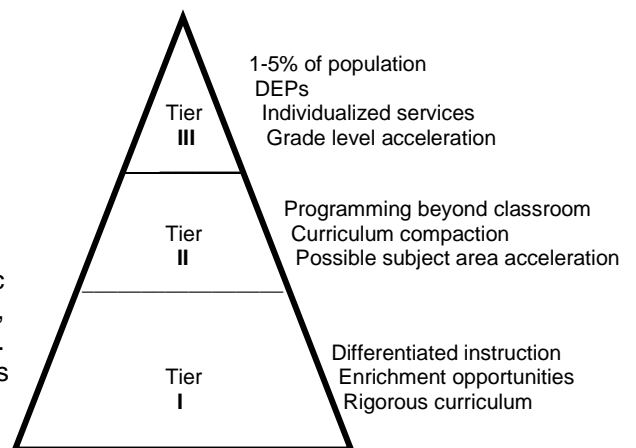 1-5% of population
DEPs
Tier Individualized services
III Grade level acceleration
Programming beyond classroom
Tier Curriculum compaction
II Possible subject area acceleration
c
,
.
s
Differentiated instruction
Tier Enrichment opportunities
I Rigorous curriculum